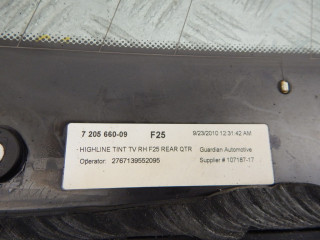 7 205 660-09 F25 9/23/2010 12:31:42 AM
HIGHLINE TINT TV RH F25 REAR QTR Guardian Automotive
Operator: 2767139552095 Supplier # 107187-17